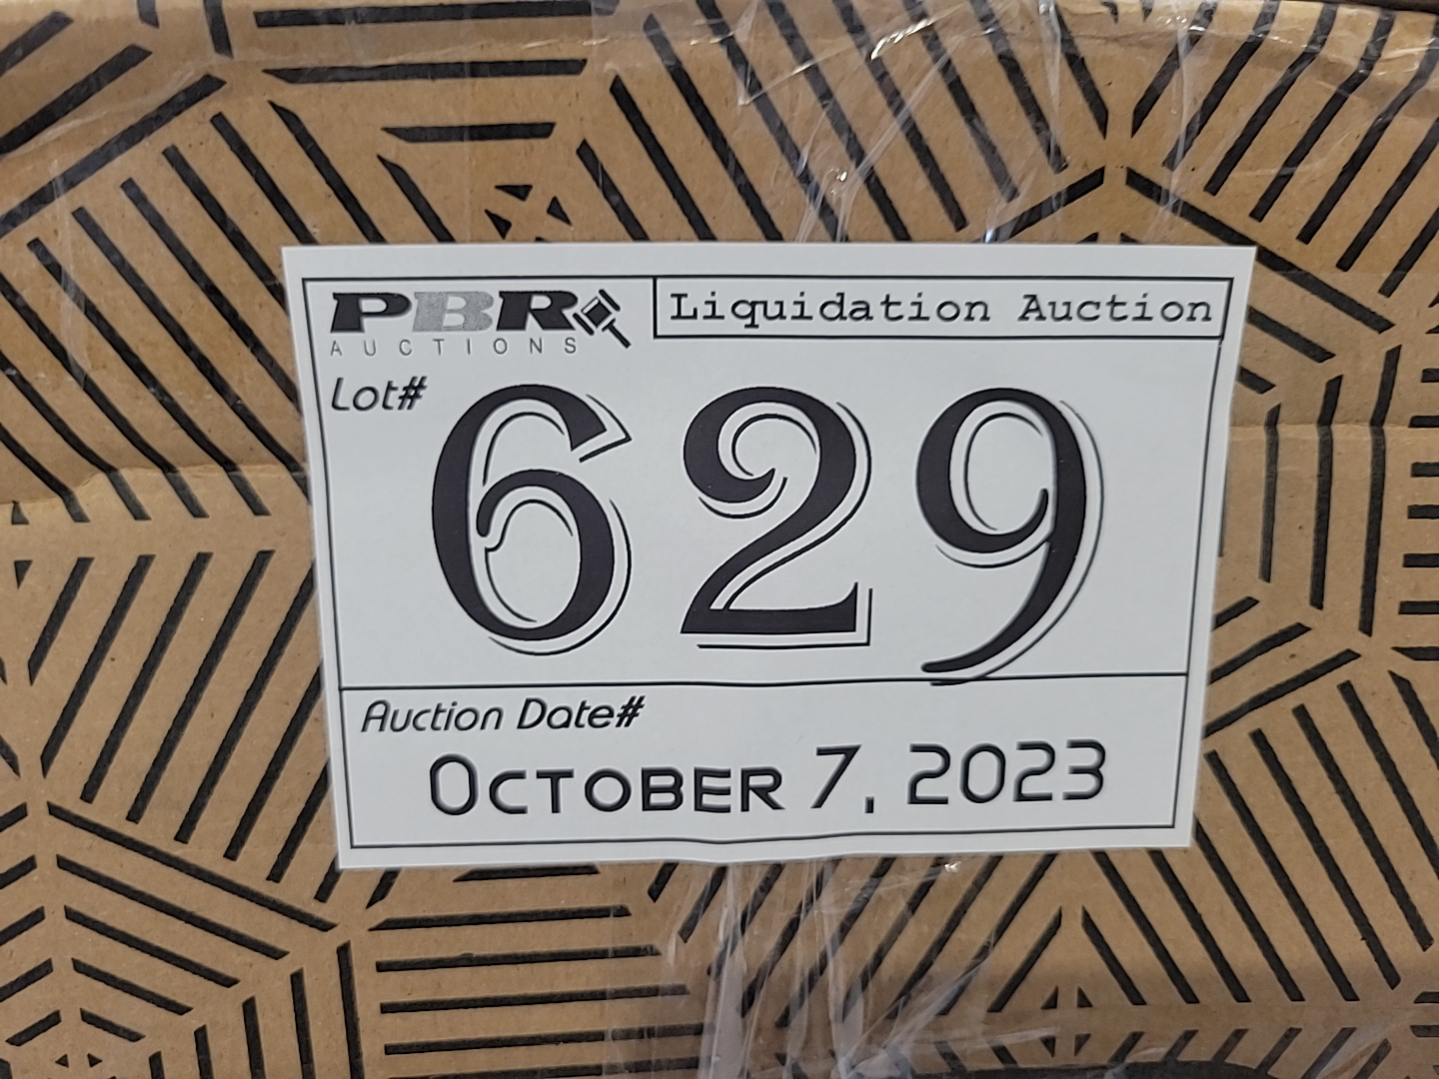 PBR
AUCTIONS
Liquidation Auction
Lot#
629
Auction Date#
October 7, 2023